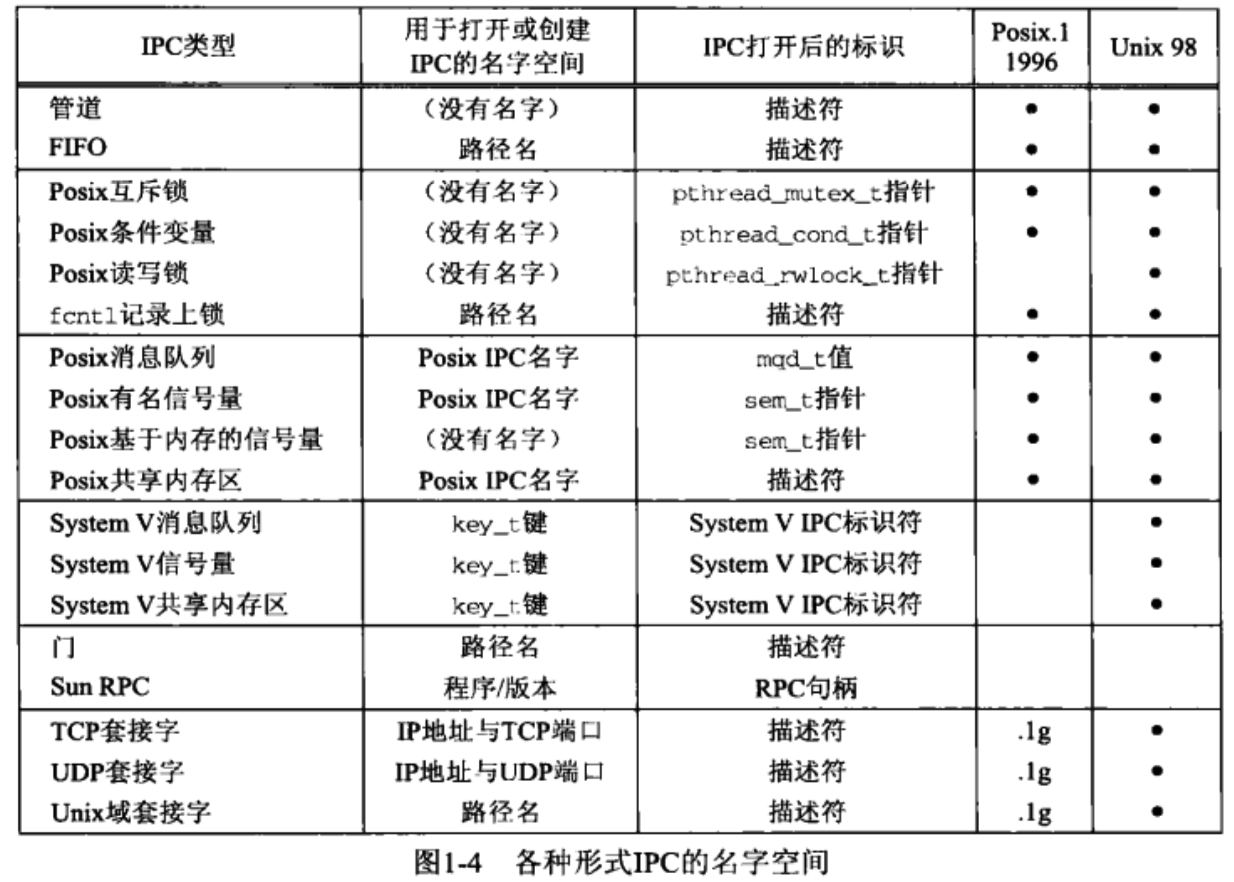 IPC类型 用于打开或创建IPC的名字空间 IPC打开后的标识 Posix.1 1996 Unix 98
管道 （没有名字） 描述符 • •
FIFO 路径名 描述符 • •
Posix互斥锁 （没有名字） pthread_mutex_t指针 • •
Posix条件变量 （没有名字） pthread_cond_t指针 • •
Posix读写锁 （没有名字） pthread_rwlock_t指针 •
fcntl记录上锁 路径名 描述符 • •
Posix消息队列 Posix IPC名字 mqd_t值 • •
Posix有名信号量 Posix IPC名字 sem_t指针 • •
Posix基于内存的信号量 （没有名字） sem_t指针 • •
Posix共享内存区 Posix IPC名字 描述符 • •
System V消息队列 key_t键 System V IPC标识符 •
System V信号量 key_t键 System V IPC标识符 •
System V共享内存区 key_t键 System V IPC标识符 •
门 路径名 描述符
Sun RPC 程序/版本 RPC句柄
TCP套接字 IP地址与TCP端口 描述符 .1g •
UDP套接字 IP地址与UDP端口 描述符 .1g •
Unix域套接字 路径名 描述符 .1g •
图1-4 各种形式IPC的名字空间